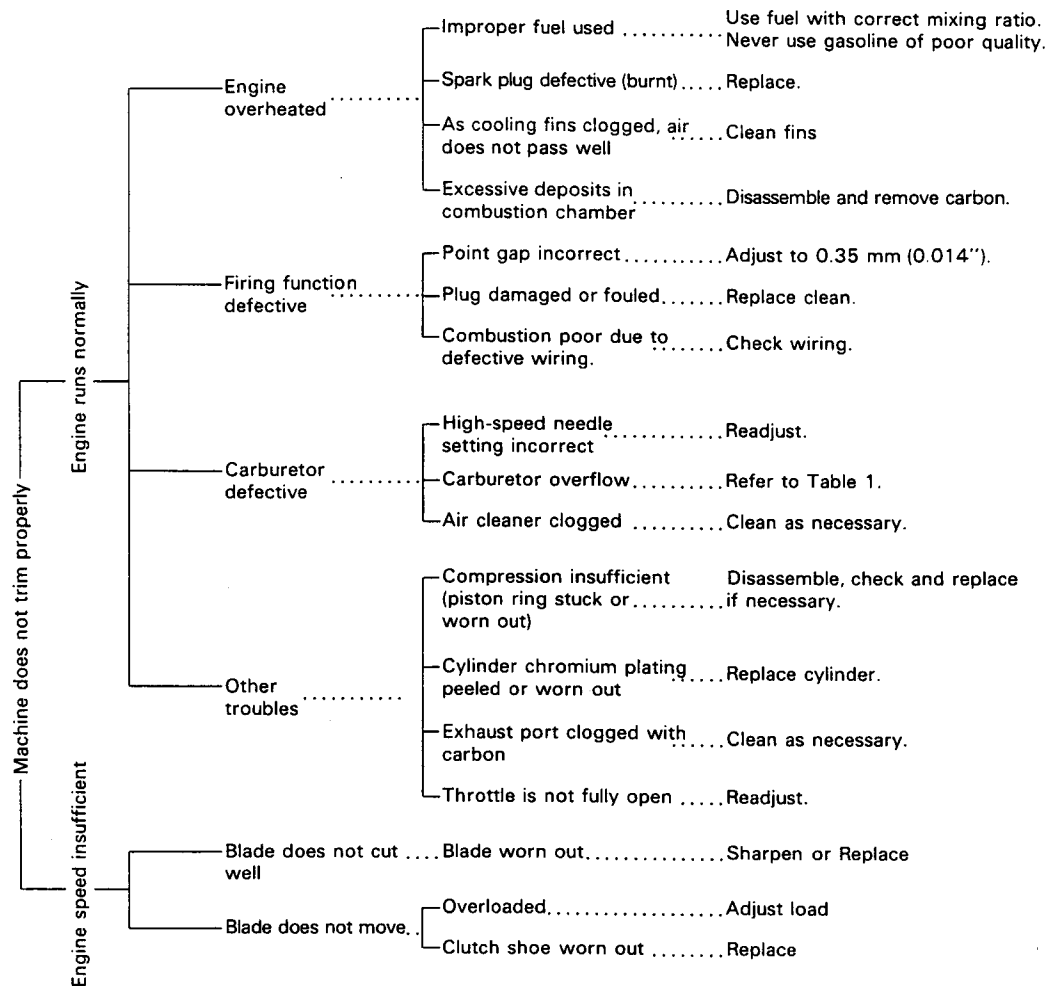 Machine does not trim properly
Engine runs normally
Engine overheated
Improper fuel used ........... Use fuel with correct mixing ratio.
Never use gasoline of poor quality.
Spark plug defective (burnt) ..... Replace.
As cooling fins clogged, air
does not pass well ...... Clean fins
Excessive deposits in
combustion chamber .......... Disassemble and remove carbon.
Firing function
defective
Point gap incorrect ........... Adjust to 0.35 mm (0.014'').
Plug damaged or fouled ....... Replace clean.
Combustion poor due to
defective wiring. ........ Check wiring.
Carburetor
defective
High-speed needle
setting incorrect ............ Readjust.
Carburetor overflow .......... Refer to Table 1.
Air cleaner clogged .......... Clean as necessary.
Other
troubles
Compression insufficient
(piston ring stuck or
worn out) .......... Disassemble, check and replace
if necessary.
Cylinder chromium plating
peeled or worn out ...... Replace cylinder.
Exhaust port clogged with
carbon ...... Clean as necessary.
Throttle is not fully open ..... Readjust.
Engine speed insufficient
Blade does not cut
well .... Blade worn out ............... Sharpen or Replace
Blade does not move ..
Overloaded .................. Adjust load
Clutch shoe worn out ........ Replace